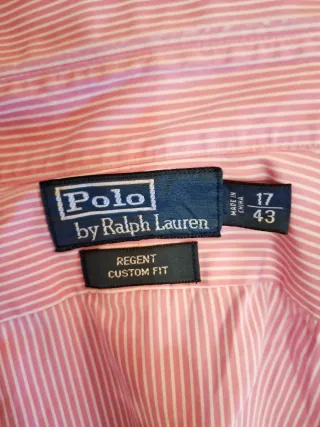 Polo
by Ralph Lauren
MADE IN
CHINA
17
43
REGENT
CUSTOM FIT